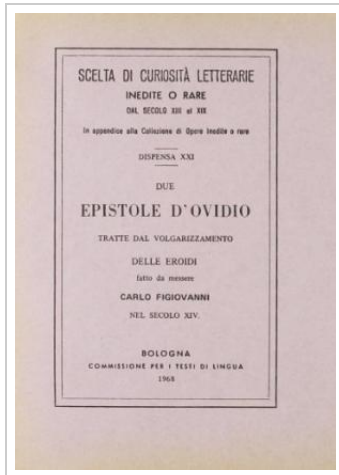 SCELTA DI CURIOSITÀ LETTERARIE
INEDITE O RARE
DAL SECOLO XIII al XIX
In appendice alla Collezione di Opere inedite o rare
DISPENSA XXI
DUE
EPISTOLE D'OVIDIO
TRATTE DAL VOLGARIZZAMENTO
DELLE EROIDI
fatto da messere
CARLO FIGIOVANNI
NEL SECOLO XIV.
BOLOGNA
COMMISSIONE PER I TESTI DI LINGUA
1968